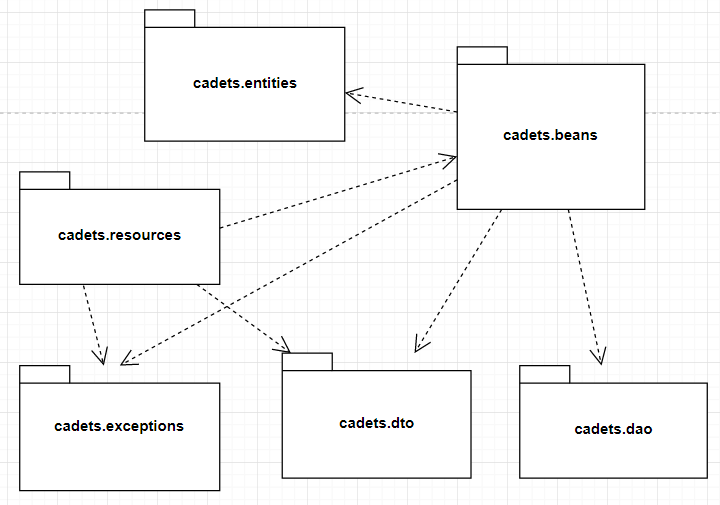 cadets.entities
cadets.beans
cadets.resources
cadets.exceptions
cadets.dto
cadets.dao